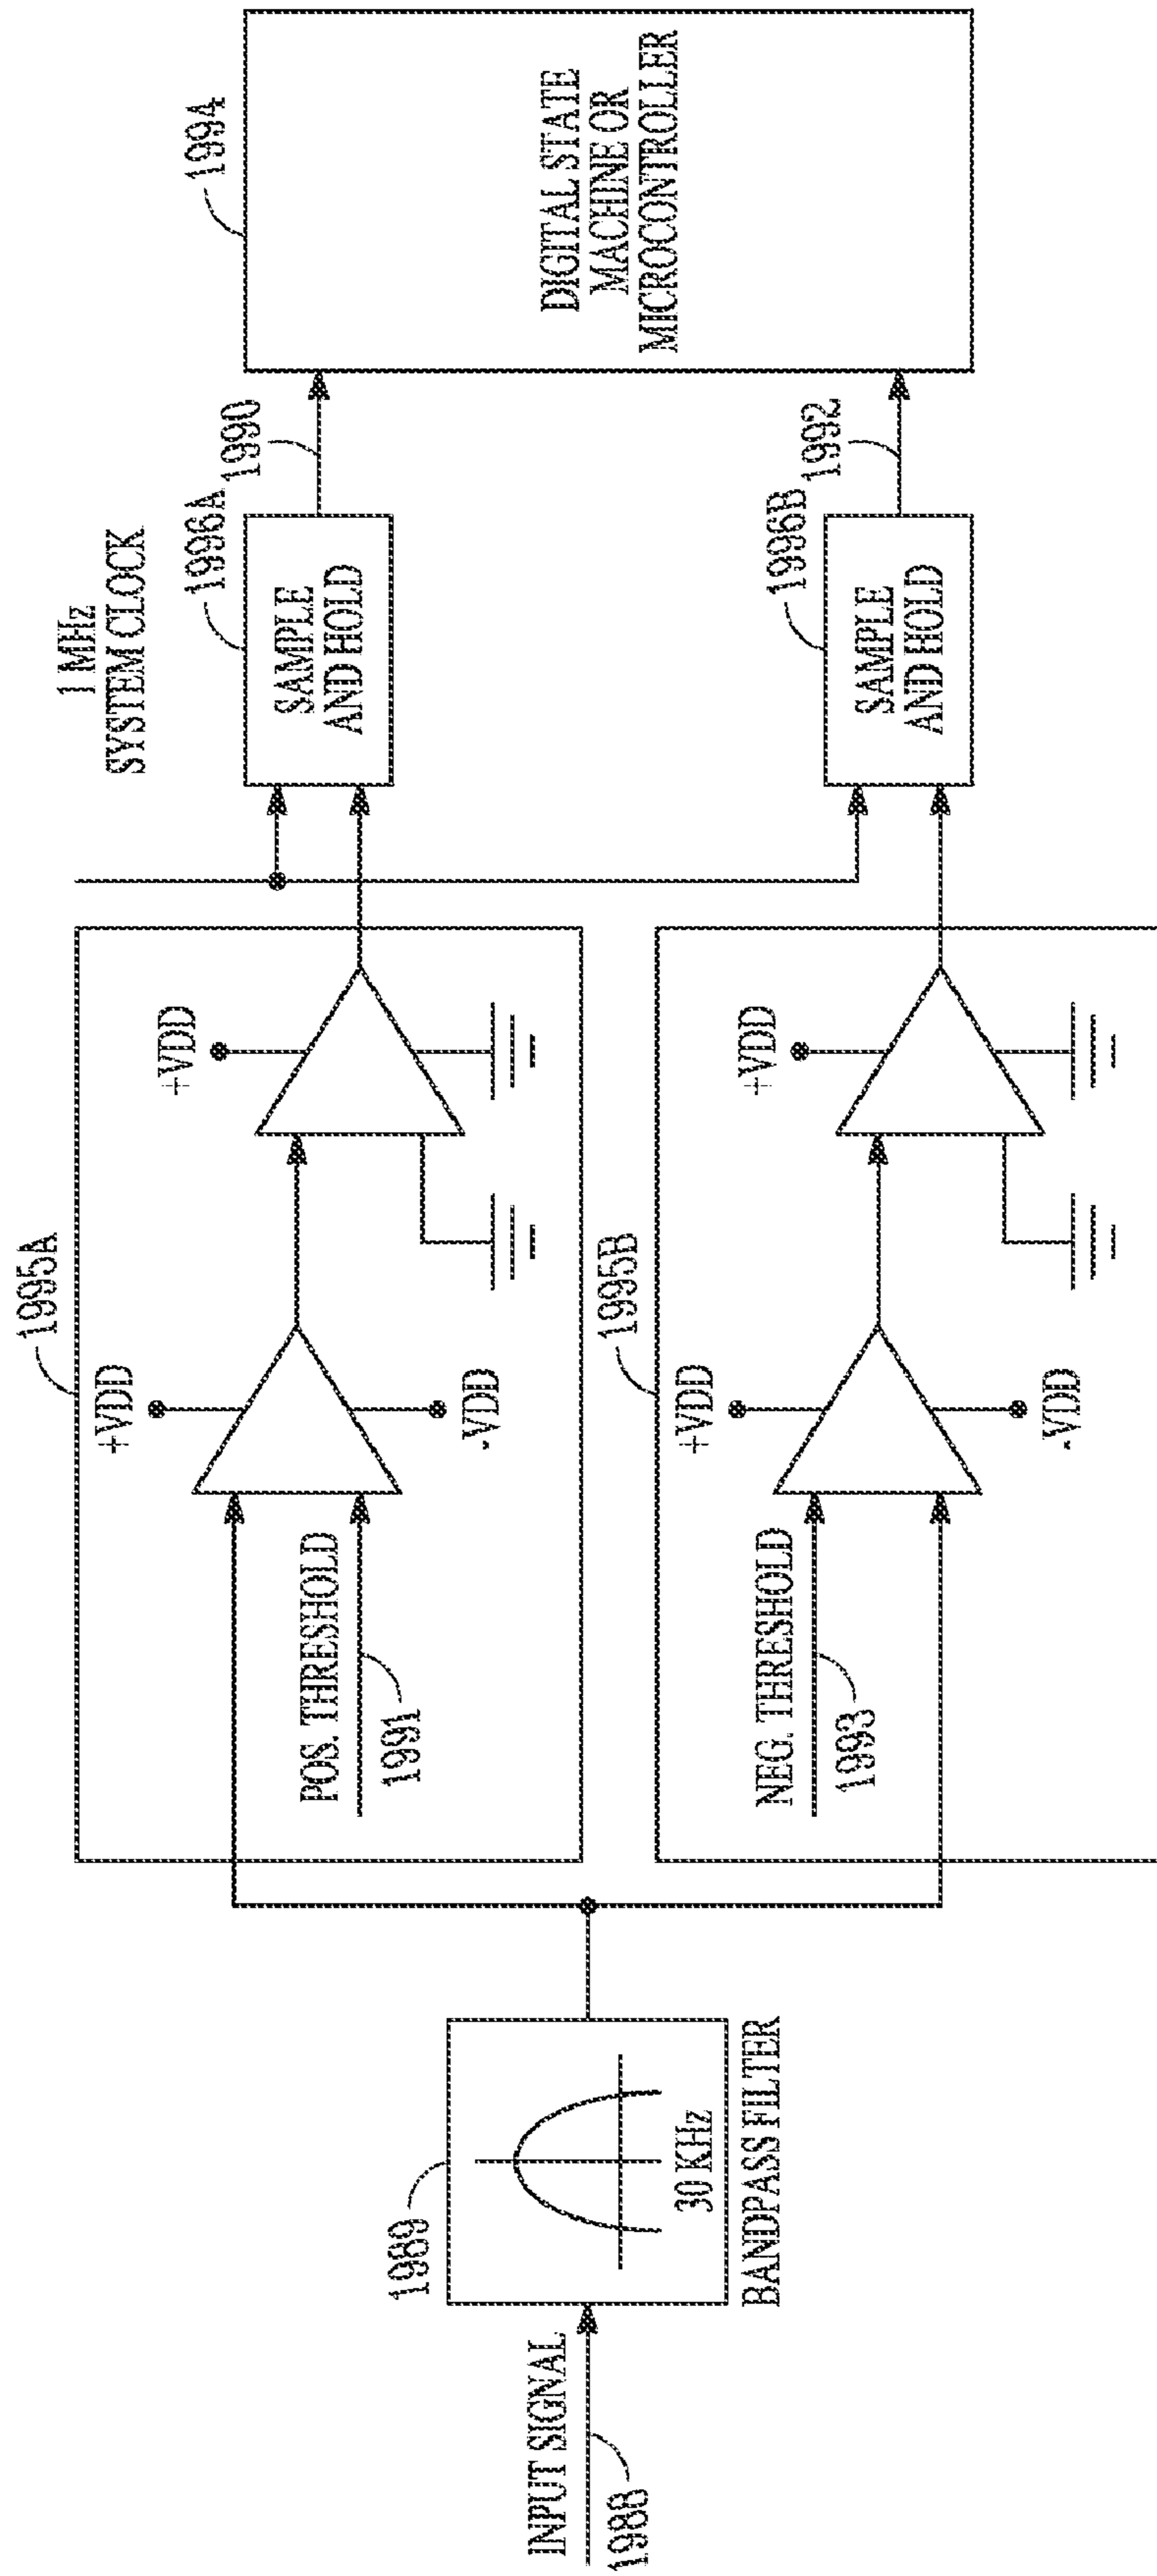 INPUT SIGNAL
1988
1989
30 KHz
BANDPASS FILTER
1995A
POS. THRESHOLD
1991
+VDD
-VDD
+VDD
1995B
NEG. THRESHOLD
1993
+VDD
-VDD
+VDD
1 MHz
SYSTEM CLOCK
1996A
SAMPLE
AND HOLD
1990
1996B
SAMPLE
AND HOLD
1992
1994
DIGITAL STATE
MACHINE OR
MICROCONTROLLER